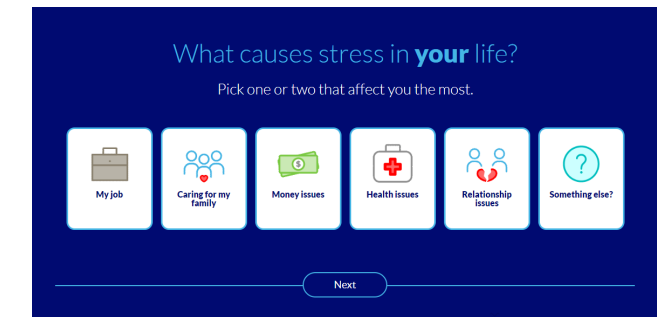 What causes stress in your life?
Pick one or two that affect you the most.
$
My job
Caring for my
family
Money issues
Health issues
Relationship
issues
?
Something else?
Next